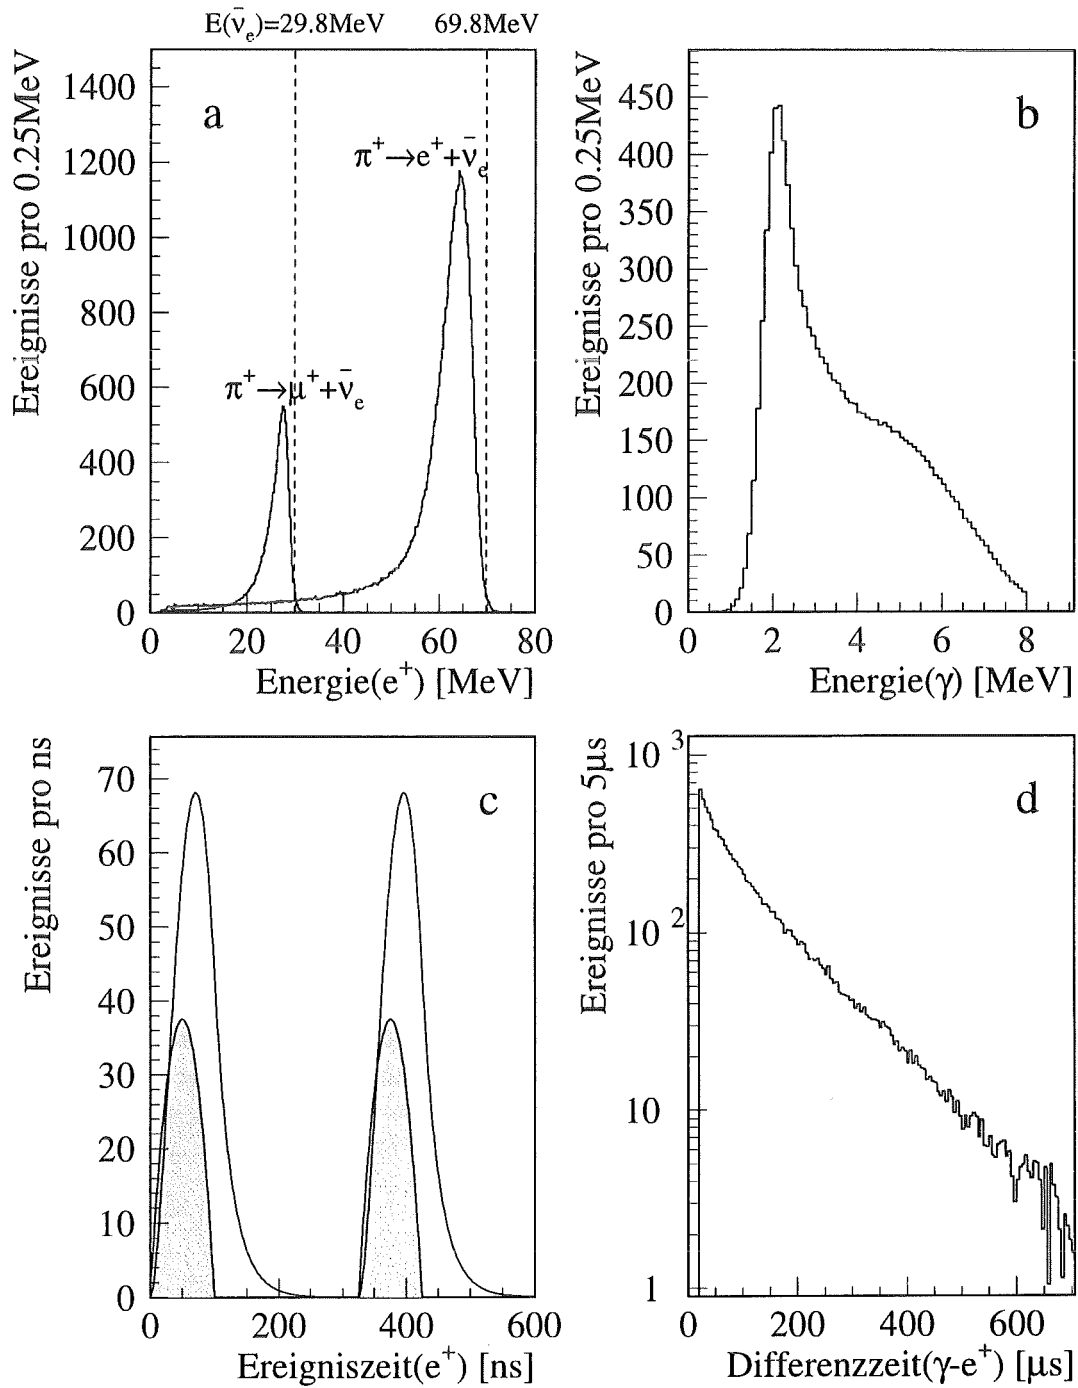 E(ν̄ₑ)=29.8MeV 69.8MeV
Ereignisse pro 0.25MeV
1400
1200
1000
800
600
400
200
0
a
π⁺→e⁺+ν̄ₑ
π⁺→μ⁺+ν̄ₑ
0 20 40 60 80
Energie(e⁺) [MeV]
Ereignisse pro 0.25MeV
450
400
350
300
250
200
150
100
50
0
b
0 2 4 6 8
Energie(γ) [MeV]
Ereignisse pro ns
70
60
50
40
30
20
10
0
c
0 200 400 600
Ereigniszeit(e⁺) [ns]
Ereignisse pro 5μs
10³
10²
10
1
d
0 200 400 600
Differenzzeit(γ-e⁺) [μs]